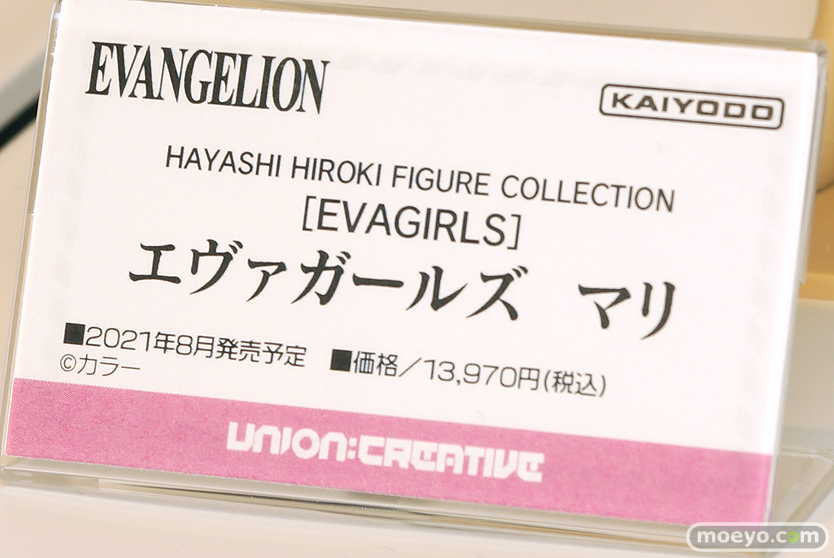 EVANGELION
KAIYODO
HAYASHI HIROKI FIGURE COLLECTION
[EVAGIRLS]
エヴァガールズ　マリ
■2021年8月発売予定　■価格／13,970円(税込)
©カラー
UNION:CREATIVE
moeyo.com